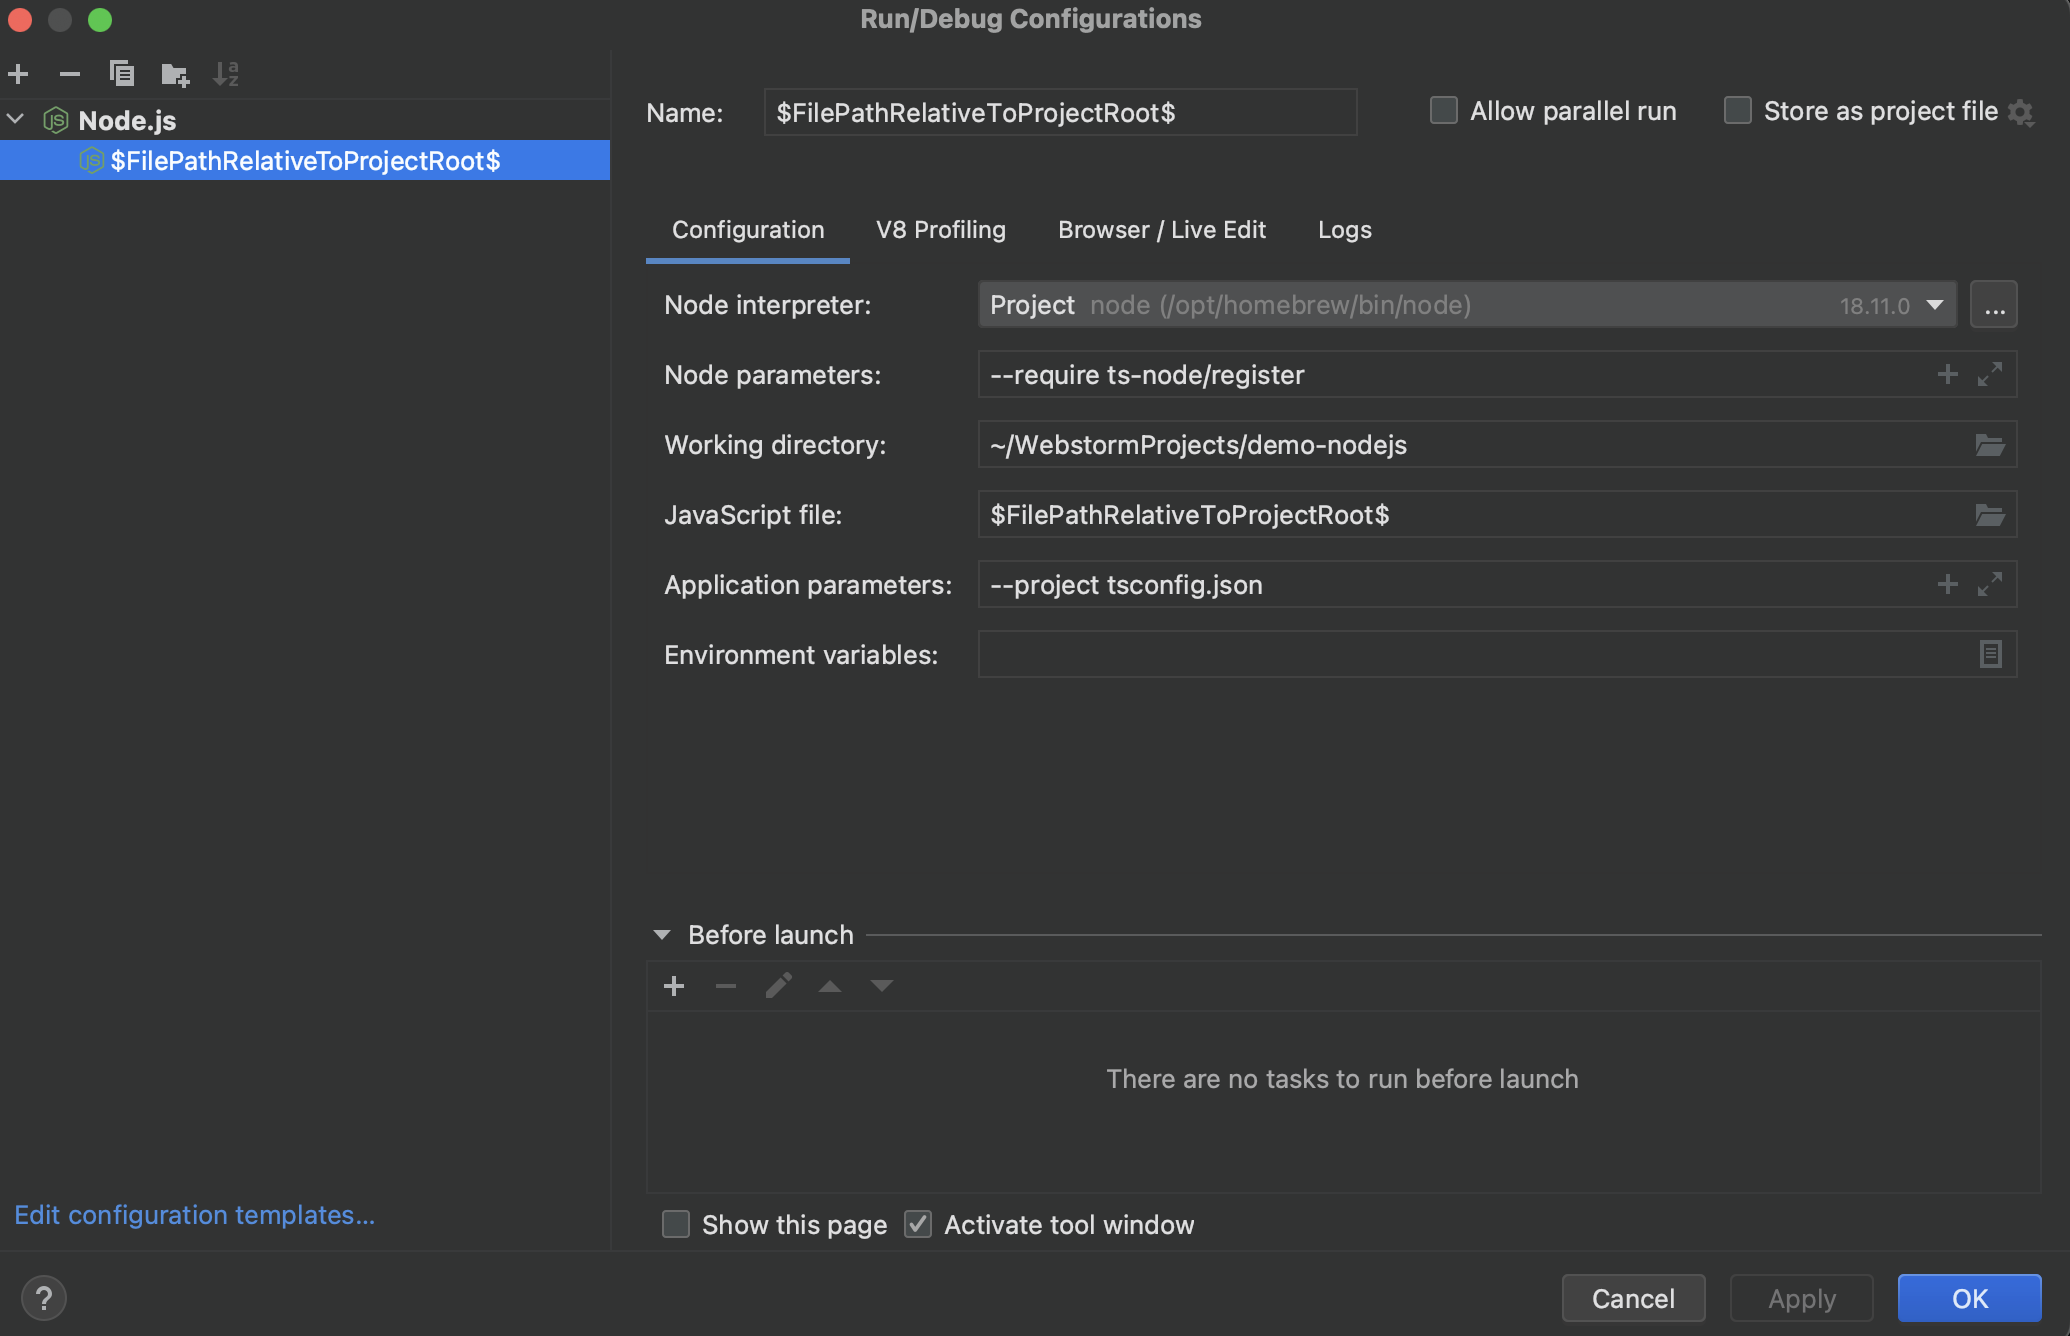 Run/Debug Configurations
Node.js
$FilePathRelativeToProjectRoot$
Name: $FilePathRelativeToProjectRoot$ Allow parallel run Store as project file
Configuration V8 Profiling Browser / Live Edit Logs
Node interpreter: Project node (/opt/homebrew/bin/node) 18.11.0 ...
Node parameters: --require ts-node/register
Working directory: ~/WebstormProjects/demo-nodejs
JavaScript file: $FilePathRelativeToProjectRoot$
Application parameters: --project tsconfig.json
Environment variables:
Before launch
There are no tasks to run before launch
Edit configuration templates...
Show this page Activate tool window
? Cancel Apply OK